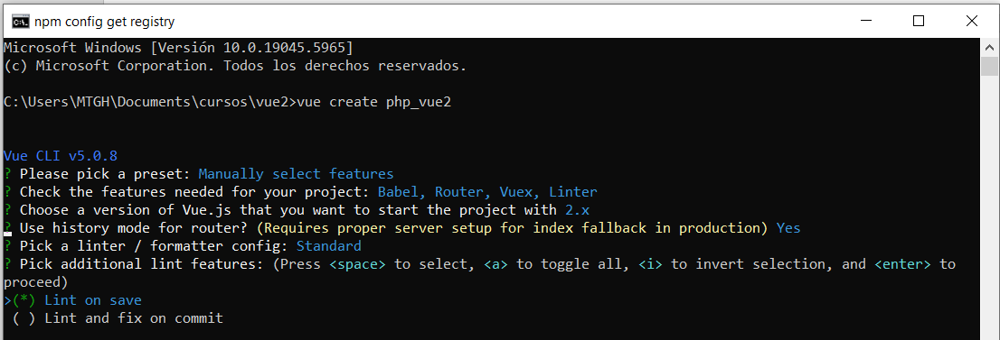 npm config get registry
Microsoft Windows [Versión 10.0.19045.5965]
(c) Microsoft Corporation. Todos los derechos reservados.
C:\Users\MTGH\Documents\cursos\vue2>vue create php_vue2
Vue CLI v5.0.8
? Please pick a preset: Manually select features
? Check the features needed for your project: Babel, Router, Vuex, Linter
? Choose a version of Vue.js that you want to start the project with 2.x
? Use history mode for router? (Requires proper server setup for index fallback in production) Yes
? Pick a linter / formatter config: Standard
? Pick additional lint features: (Press <space> to select, <a> to toggle all, <i> to invert selection, and <enter> to
proceed)
>(*) Lint on save
( ) Lint and fix on commit